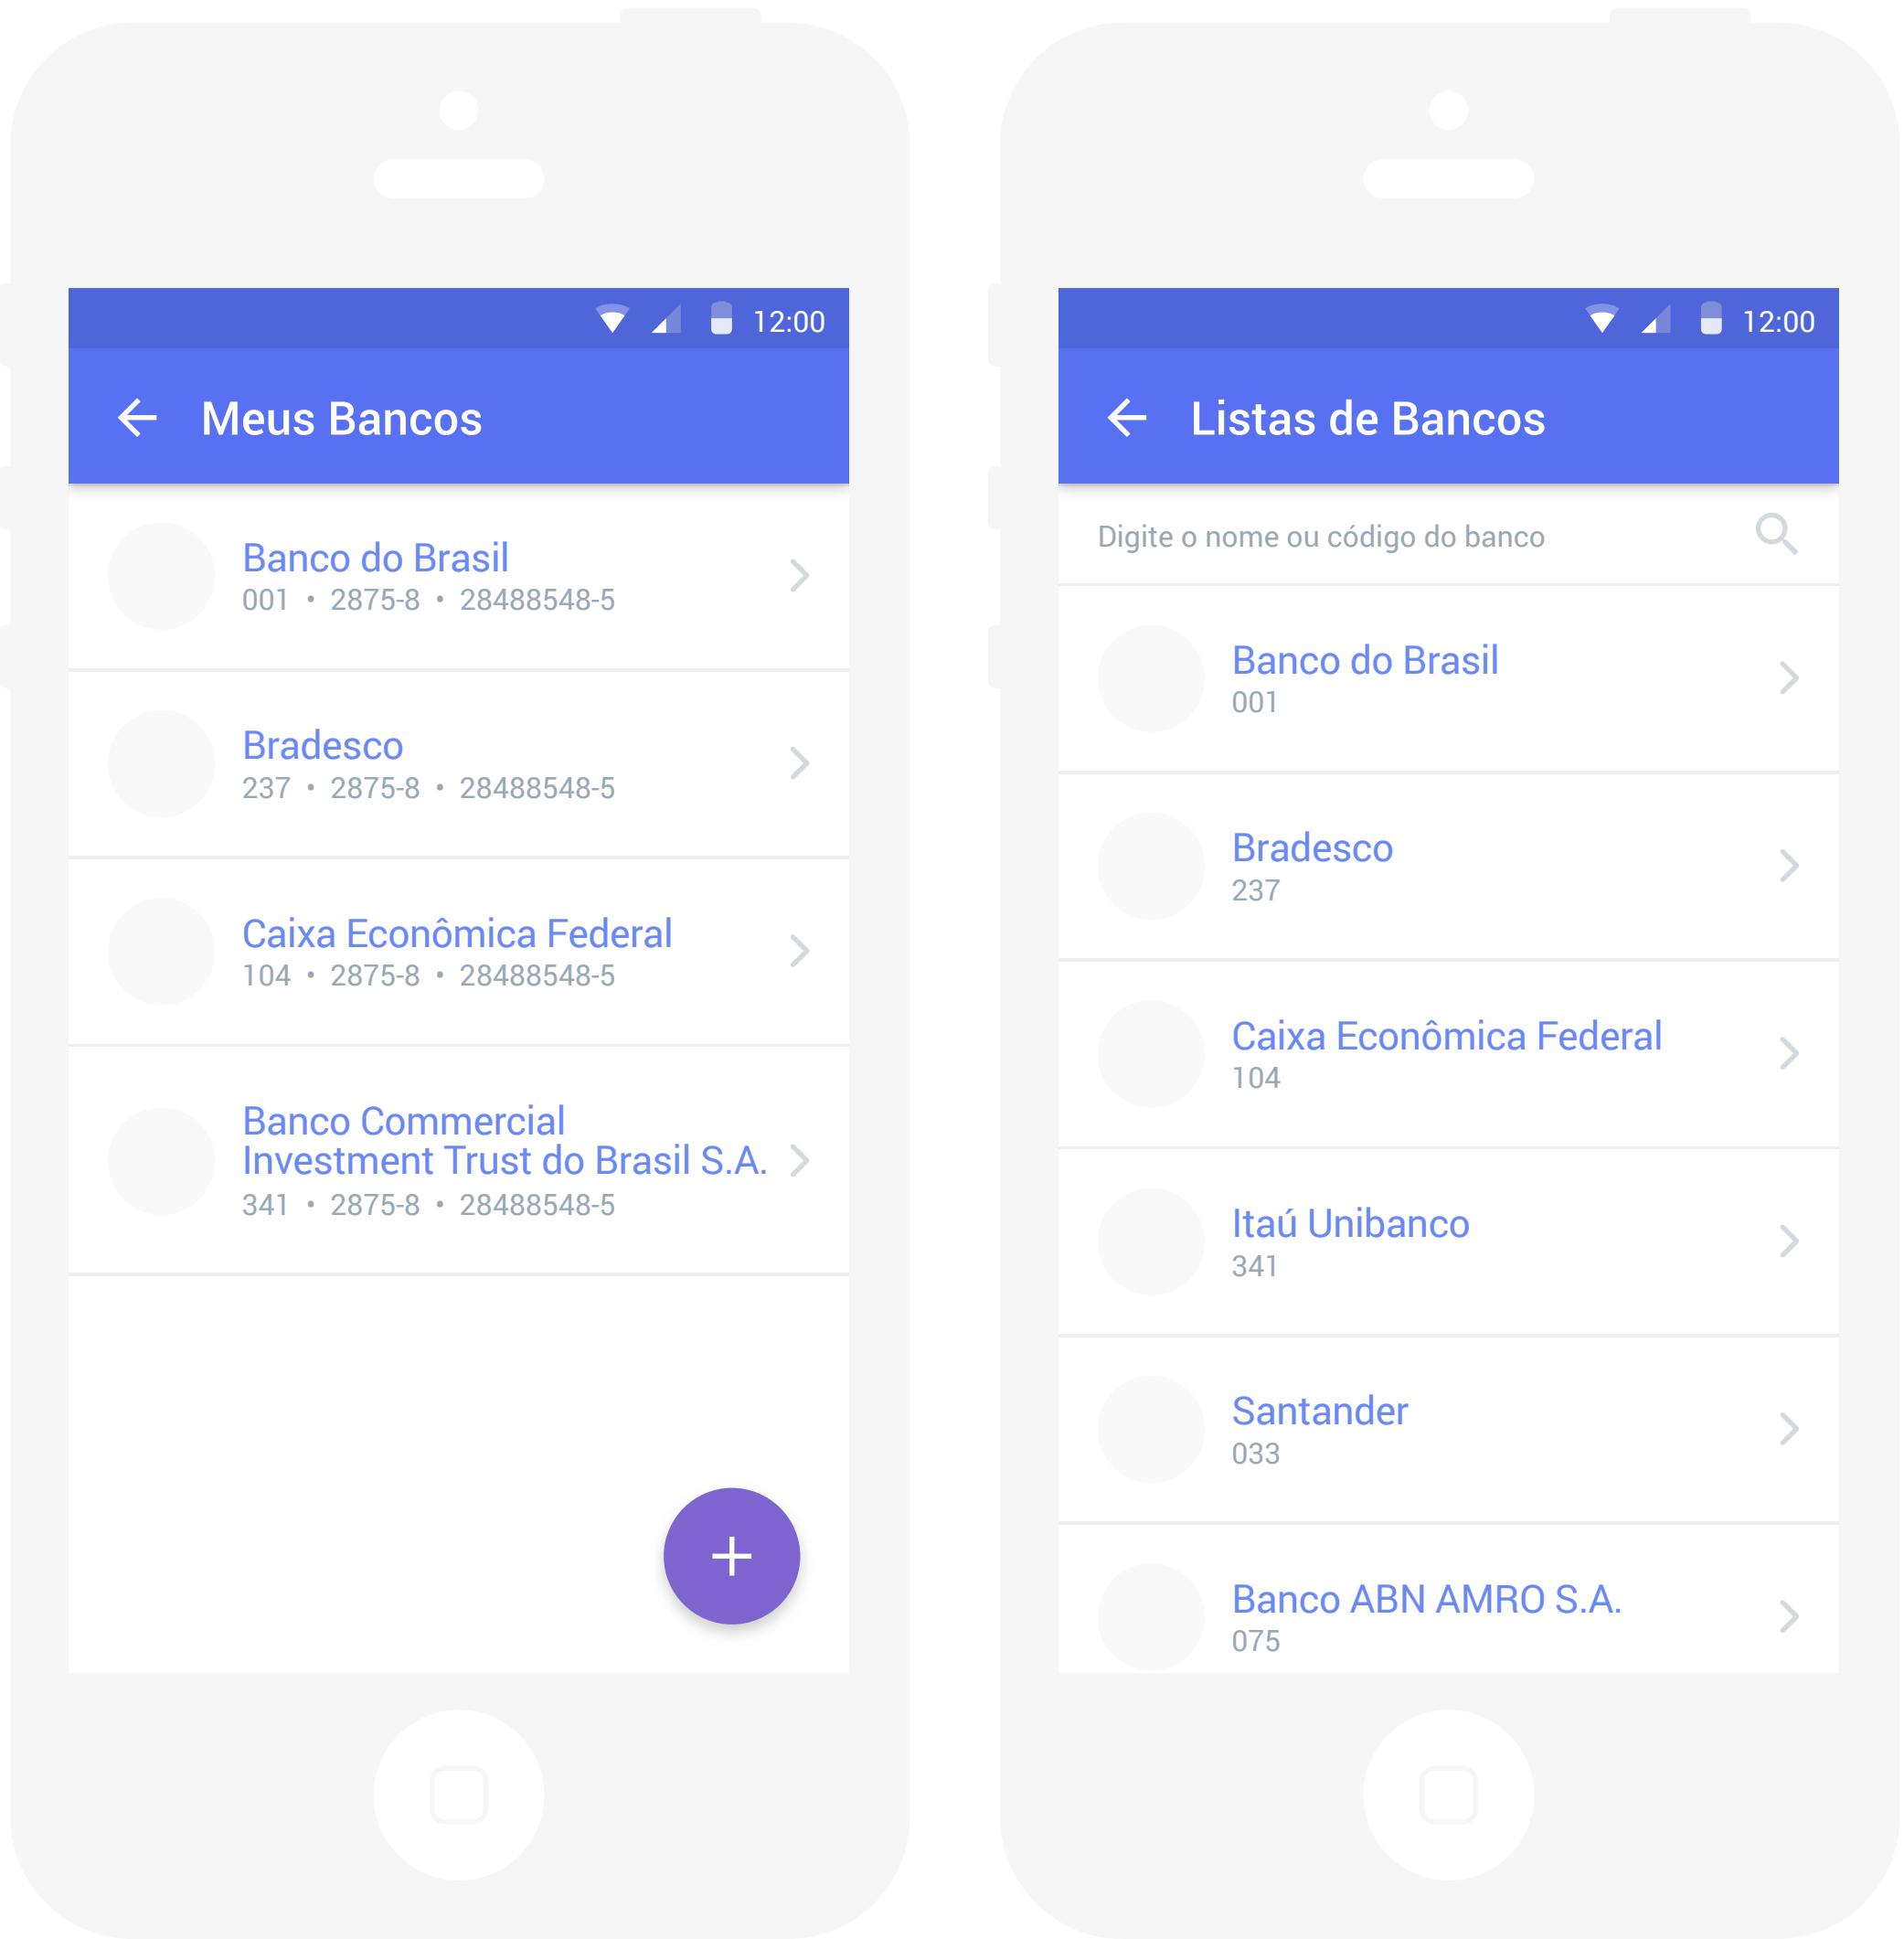 12:00
Meus Bancos
Banco do Brasil
001 • 2875-8 • 28488548-5
Bradesco
237 • 2875-8 • 28488548-5
Caixa Econômica Federal
104 • 2875-8 • 28488548-5
Banco Commercial
Investment Trust do Brasil S.A.
341 • 2875-8 • 28488548-5
12:00
Listas de Bancos
Digite o nome ou código do banco
Banco do Brasil
001
Bradesco
237
Caixa Econômica Federal
104
Itaú Unibanco
341
Santander
033
Banco ABN AMRO S.A.
075